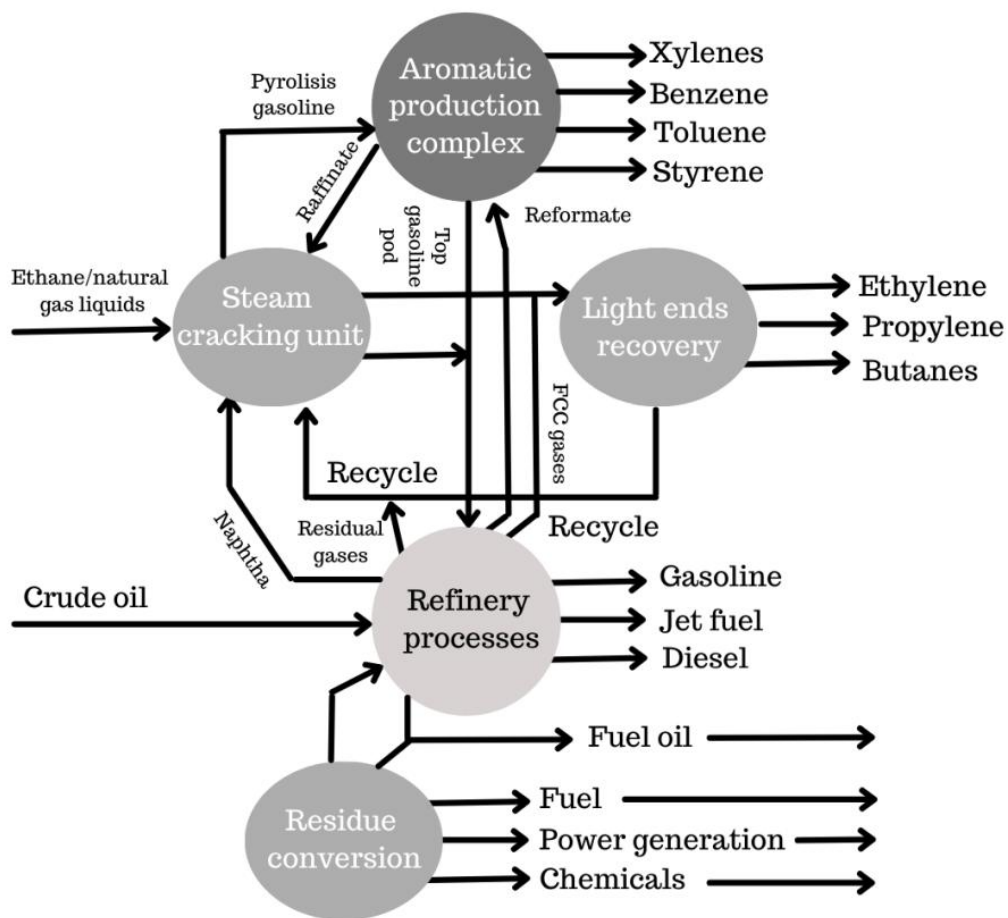 Aromatic
production
complex
Xylenes
Benzene
Toluene
Styrene
Pyrolisis
gasoline
Raffinate
Top
gasoline
pod
Reformate
Ethane/natural
gas liquids
Steam
cracking unit
Light ends
recovery
Ethylene
Propylene
Butanes
FCC gases
Recycle
Naphtha
Residual
gases
Recycle
Crude oil
Refinery
processes
Gasoline
Jet fuel
Diesel
Fuel oil
Residue
conversion
Fuel
Power generation
Chemicals